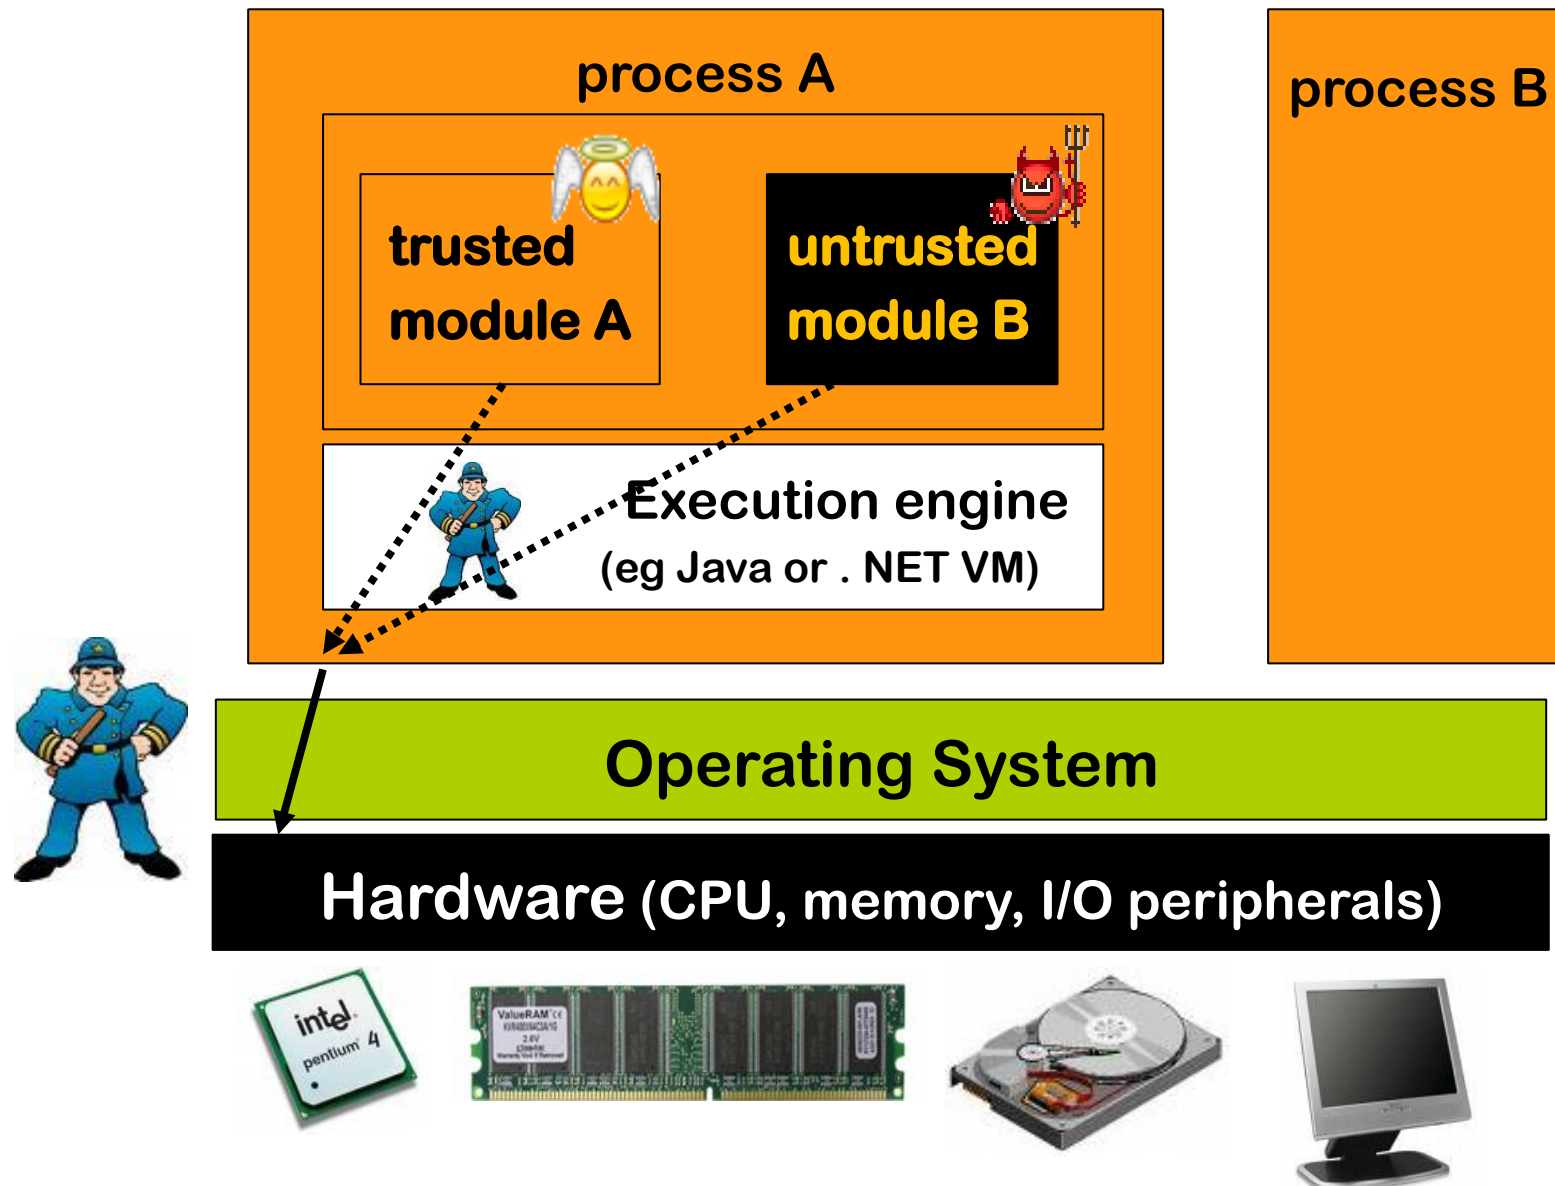 process A
process B
trusted
module A
untrusted
module B
Execution engine
(eg Java or . NET VM)
Operating System
Hardware (CPU, memory, I/O peripherals)
intel
pentium 4
ValueRAM